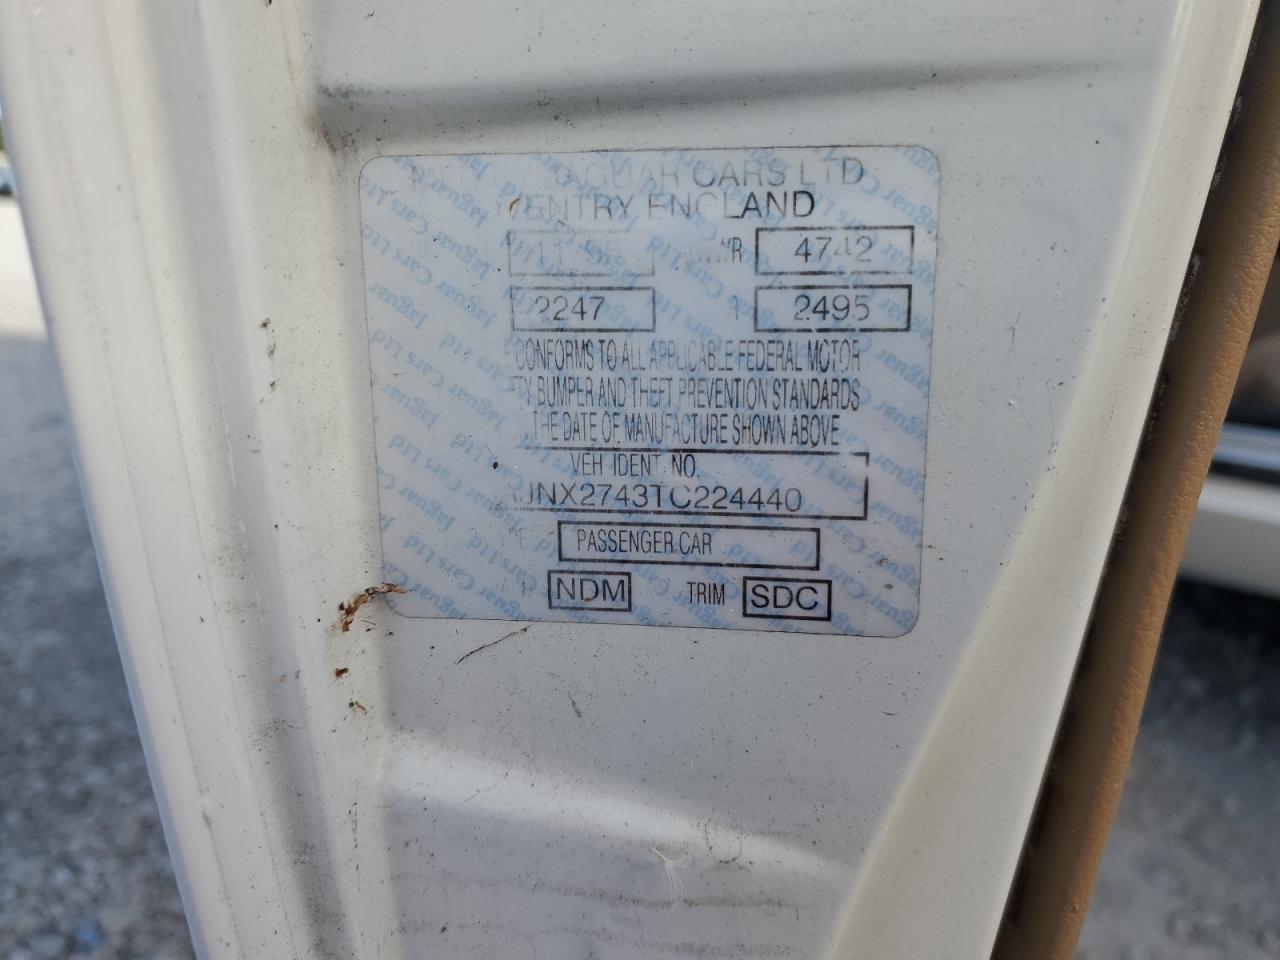 JAGUAR CARS LTD
ENGLAND
4742
2247 2495
CONFORMS TO ALL APPLICABLE FEDERAL MOTOR
BUMPER AND THEFT PREVENTION STANDARDS
THE DATE OF MANUFACTURE SHOWN ABOVE
VEH IDENT NO.
JNX2743TC224440
PASSENGER CAR
NDM TRIM SDC